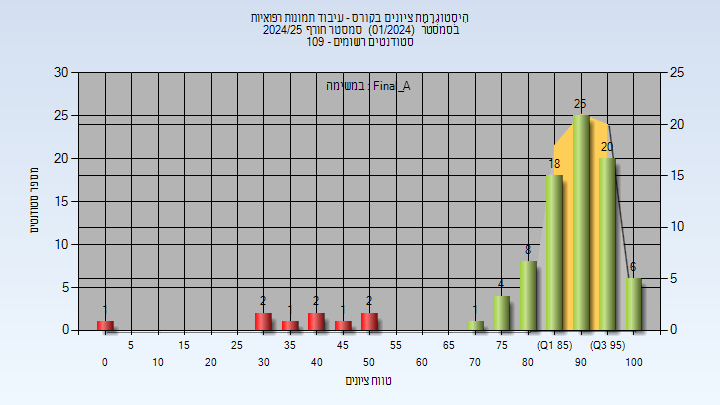 היסטוגרמת ציונים בקורס - עיבוד תמונות רפואיות
בסמסטר (01/2024) סמסטר חורף 2024/25
סטודנטים רשומים - 109
במשימה : Final_A
מספר סטודנטים
30 25 20 15 10 5 0
25 20 15 10 5 0
1 2 1 2 1 2 1 4 8 18 25 20 6
5 15 25 35 45 55 65 75 (Q1 85) (Q3 95)
0 10 20 30 40 50 60 70 80 90 100
טווח ציונים